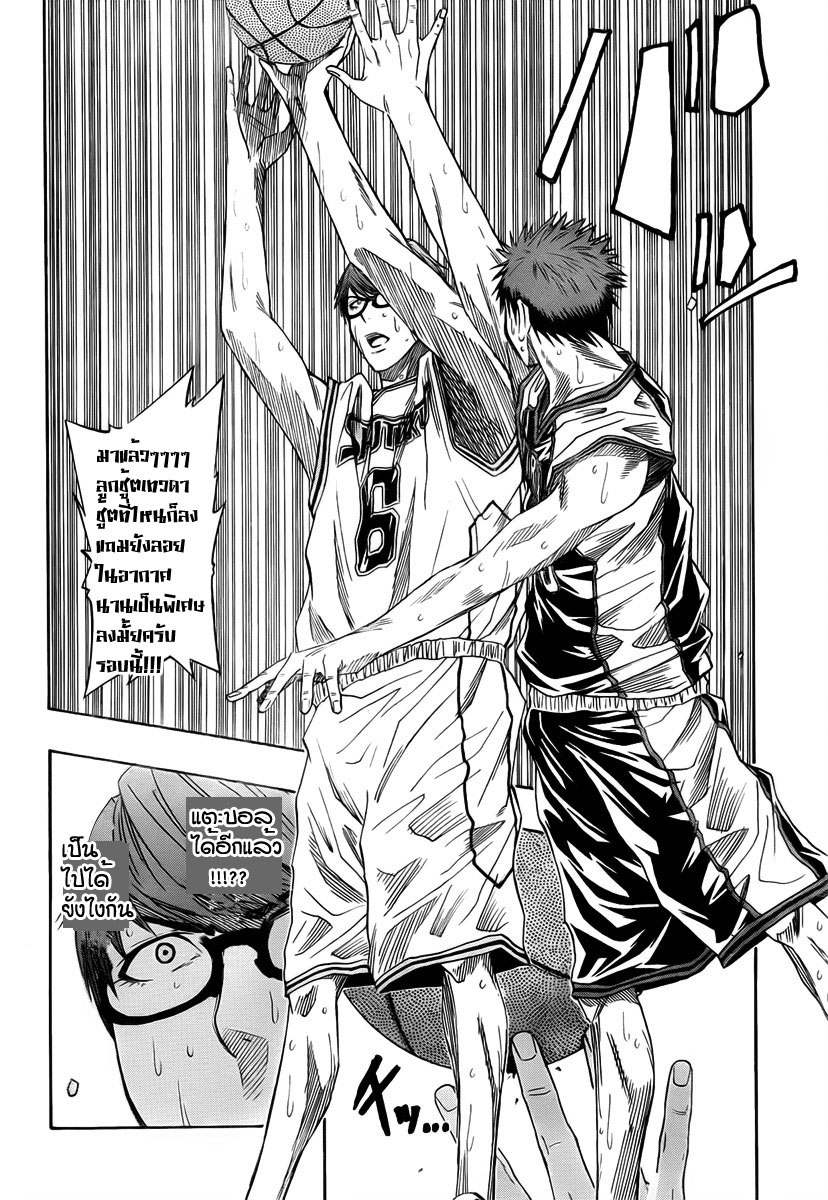 มาแล้วววว
ลูกชู้ตเทวดา
ชู้ตที่ไหนก็ลง
แถมยังลอย
ในอากาศ
นานเป็นพิเศษ
ลงมั้ยครับ
รอบนี้!!!
6
แตะบอล
ได้อีกแล้ว
!!!??
เป็น
ไปได้
ยังไงกัน
チッ...